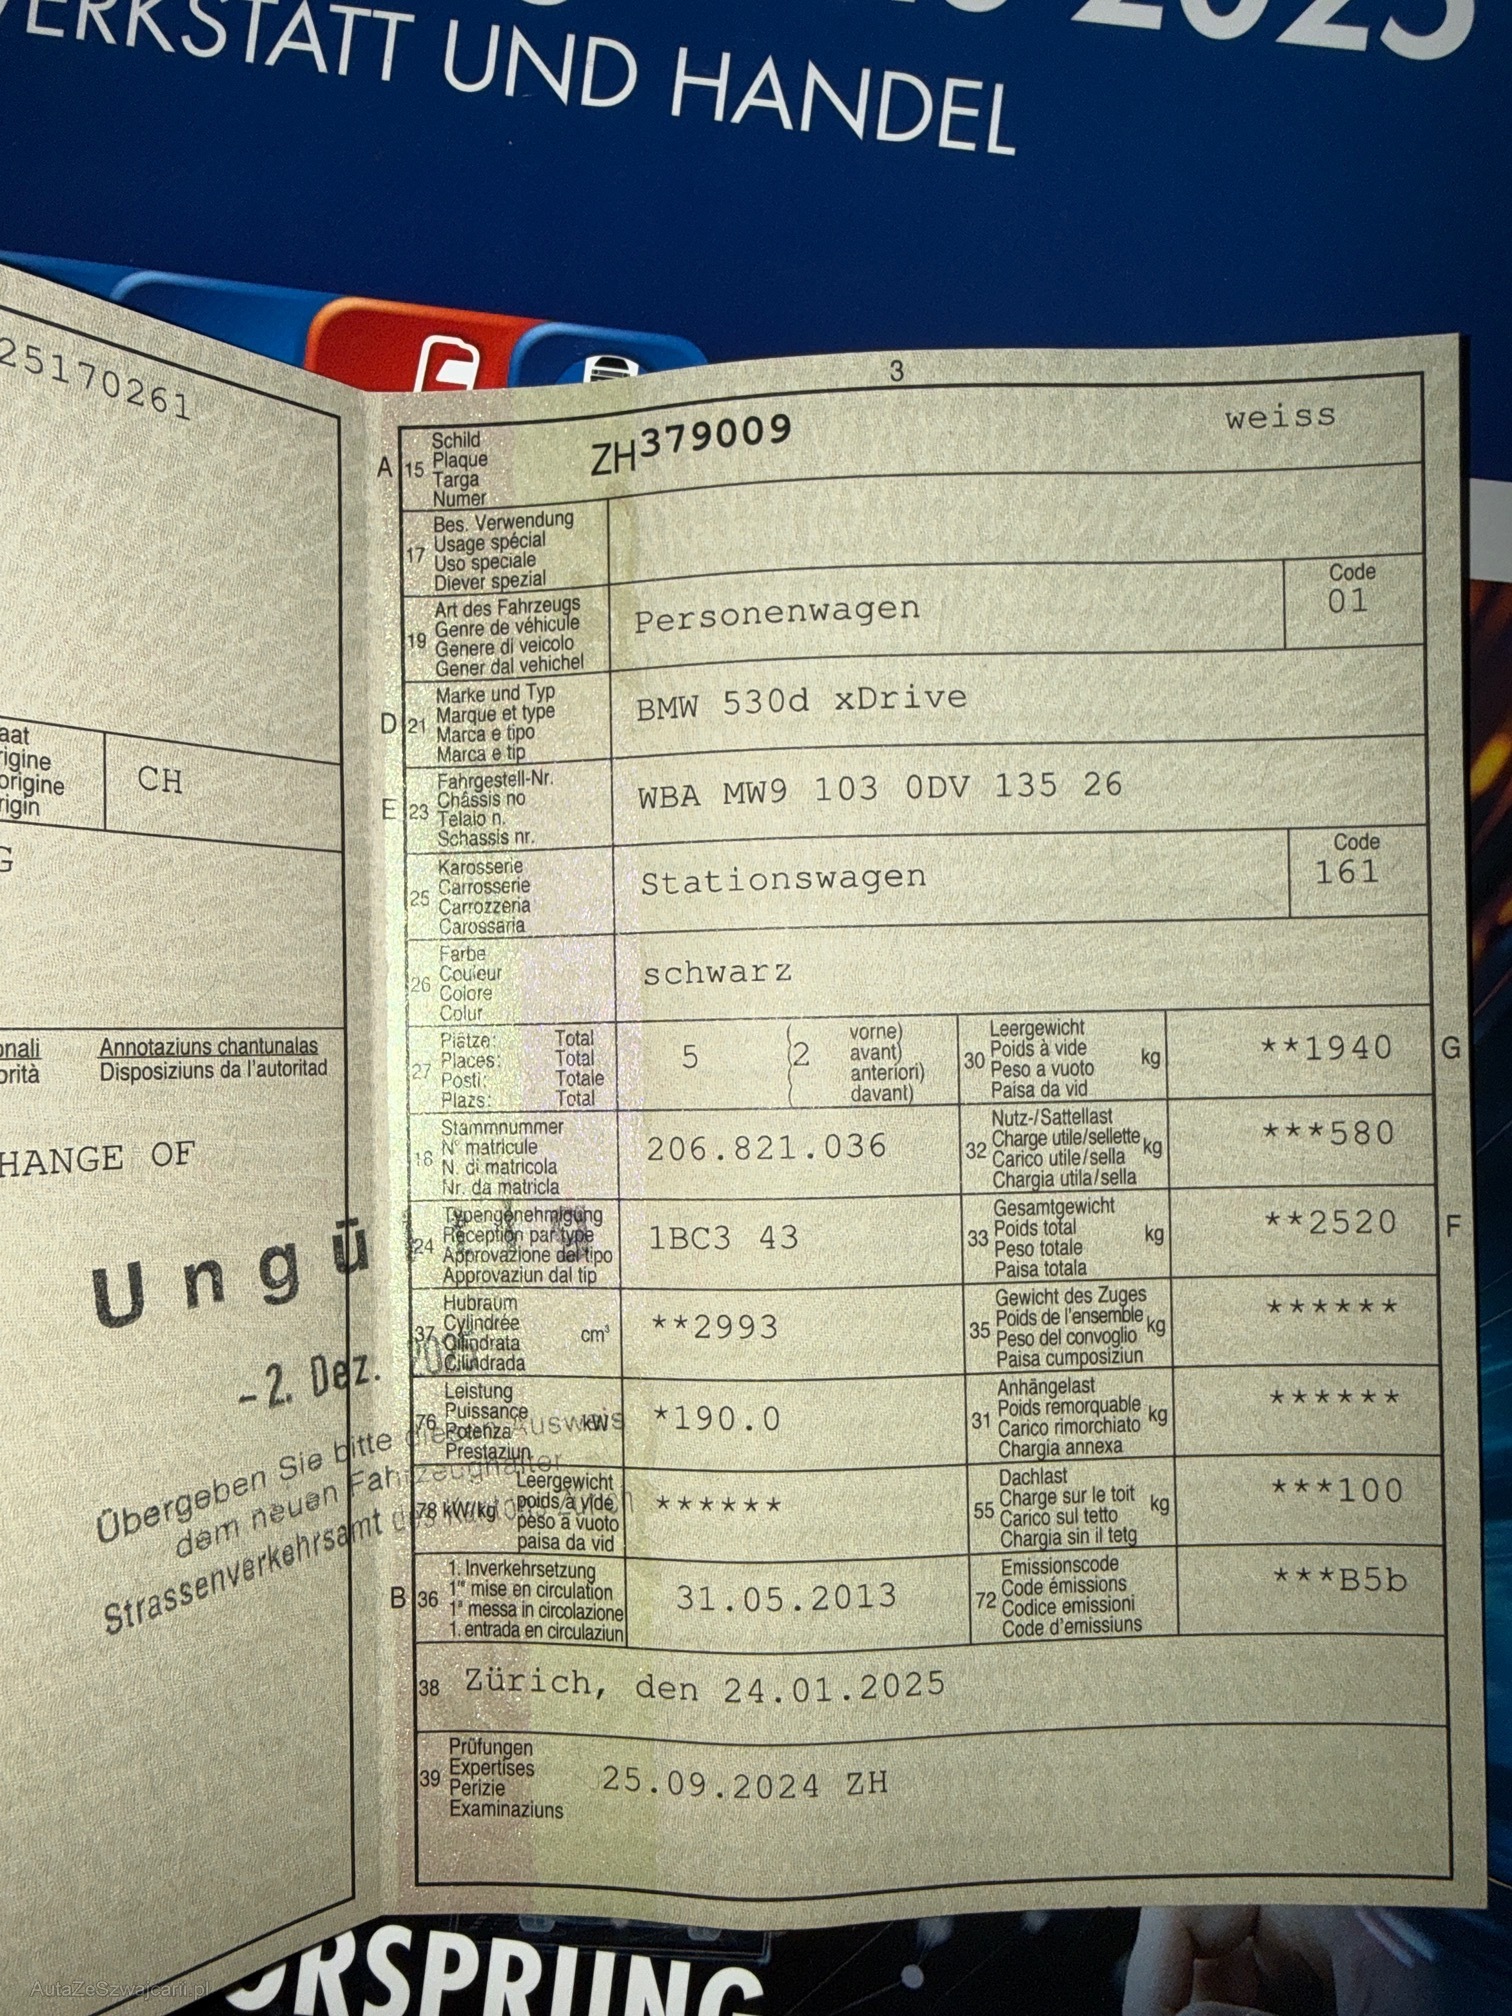 2025
WERKSTATT UND HANDEL
25170261
CH
HANGE OF
Annotaziuns chantunalas
Disposiziuns da l'autoritad
- 2. Dez.
Übergeben Sie bitte diesen Ausweis
dem neuen Fahrzeughalter
Strassenverkehrsamt
3
A 15 Schild
Plaque
Targa
Numer
ZH 379009
weiss
17 Bes. Verwendung
Usage spécial
Uso speciale
Diever spezial
19 Art des Fahrzeugs
Genre de véhicule
Genere di veicolo
Gener dal vehichel
Personenwagen
Code
01
D 21 Marke und Typ
Marque et type
Marca e tipo
Marca e tip
BMW 530d xDrive
E 23 Fahrgestell-Nr.
Châssis no
Telaio n.
Schassis nr.
WBA MW9 103 0DV 135 26
25 Karosserie
Carrosserie
Carrozzeria
Carossaria
Stationswagen
Code
161
26 Farbe
Couleur
Colore
Colur
schwarz
27 Plätze: Total
Places: Total
Posti: Totale
Plazs: Total
5
(2
vorne)
avant)
anteriori)
davant)
30 Leergewicht
Poids à vide
Peso a vuoto
Paisa da vid
kg
**1940
G
18 Stammnummer
N° matricule
N. di matricola
Nr. da matricla
206.821.036
32 Nutz-/Sattellast
Charge utile/sellette
Carico utile/sella
Chargia utila/sella
kg
***580
24 Typengenehmigung
Réception par type
Approvazione del tipo
Approvaziun dal tip
1BC3 43
33 Gesamtgewicht
Poids total
Peso totale
Paisa totala
kg
**2520
F
37 Hubraum
Cylindrée
Cilindrata
Cilindrada
cm³
**2993
35 Gewicht des Zuges
Poids de l'ensemble
Peso del convoglio
Paisa cumposiziun
kg
******
76 Leistung
Puissance
Potenza
Prestaziun
kW
*190.0
31 Anhängelast
Poids remorquable
Carico rimorchiato
Chargia annexa
kg
******
78 kW/kg
Leergewicht
poids à vide
peso a vuoto
paisa da vid
******
55 Dachlast
Charge sur le toit
Carico sul tetto
Chargia sin il tetg
kg
***100
B 36 1. Inverkehrsetzung
1re mise en circulation
1a messa in circolazione
1. entrada en circulaziun
31.05.2013
72 Emissionscode
Code émissions
Codice emissioni
Code d'emissiuns
***B5b
38 Zürich, den 24.01.2025
39 Prüfungen
Expertises
Perizie
Examinaziuns
25.09.2024 ZH
AutaZeSzwajcarii.pl